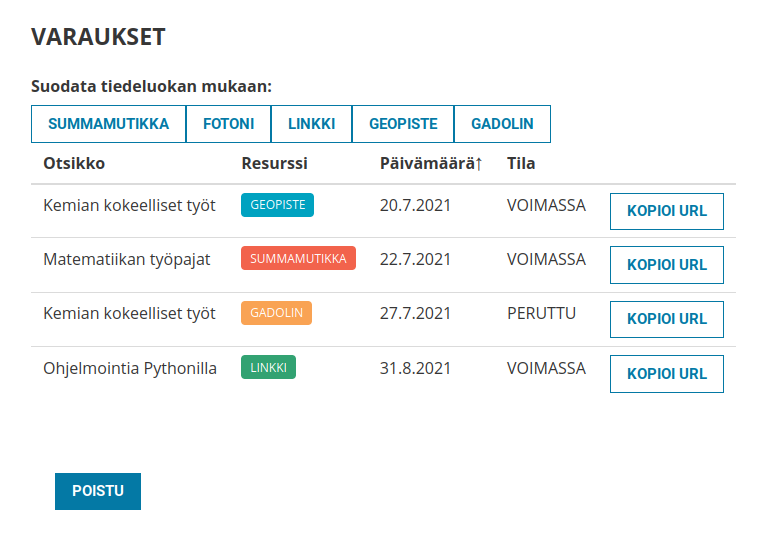 VARAUKSET
Suodata tiedeluokan mukaan:
SUMMAMUTIKKA FOTONI LINKKI GEOPISTE GADOLIN
Otsikko Resurssi Päivämäärä↑ Tila
Kemian kokeelliset työt GEOPISTE 20.7.2021 VOIMASSA KOPIOI URL
Matematiikan työpajat SUMMAMUTIKKA 22.7.2021 VOIMASSA KOPIOI URL
Kemian kokeelliset työt GADOLIN 27.7.2021 PERUTTU KOPIOI URL
Ohjelmointia Pythonilla LINKKI 31.8.2021 VOIMASSA KOPIOI URL
POISTU